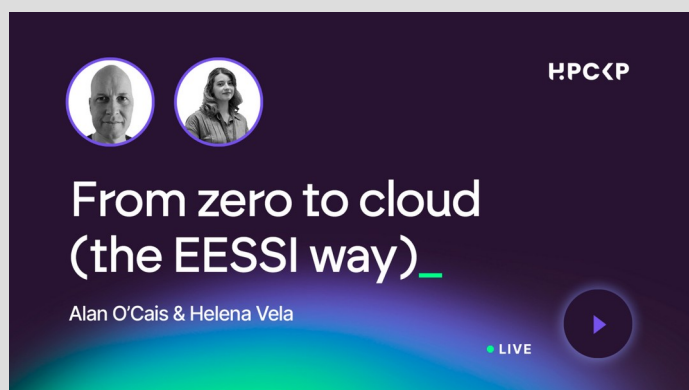 HPCKP
From zero to cloud
(the EESSI way)_
Alan O'Cais & Helena Vela
LIVE